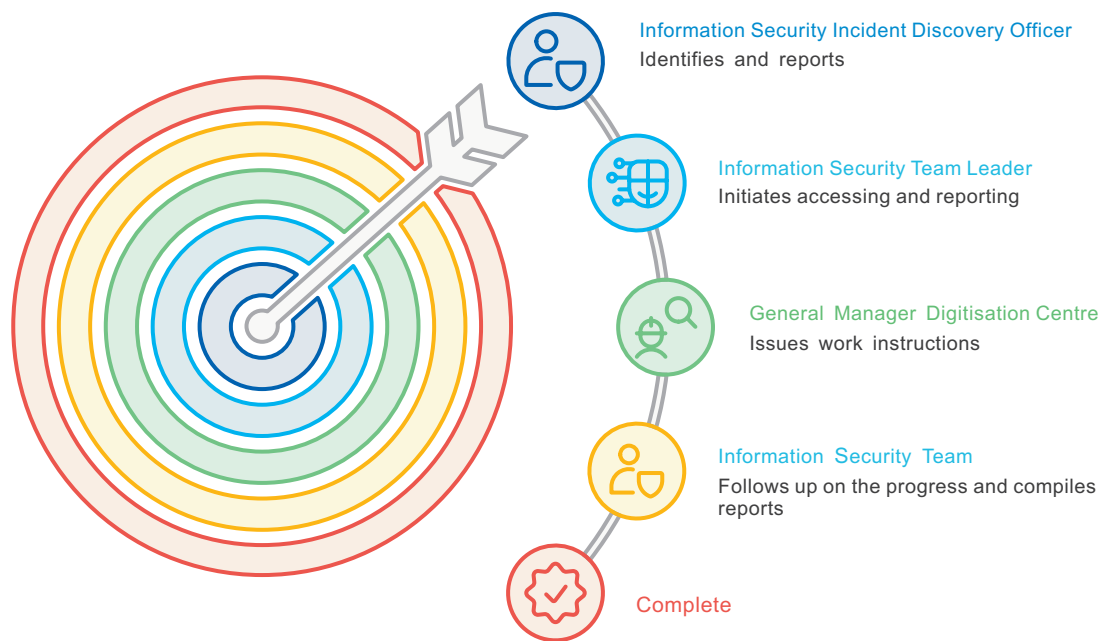 Information Security Incident Discovery Officer
Identifies and reports
Information Security Team Leader
Initiates accessing and reporting
General Manager Digitisation Centre
Issues work instructions
Information Security Team
Follows up on the progress and compiles
reports
Complete